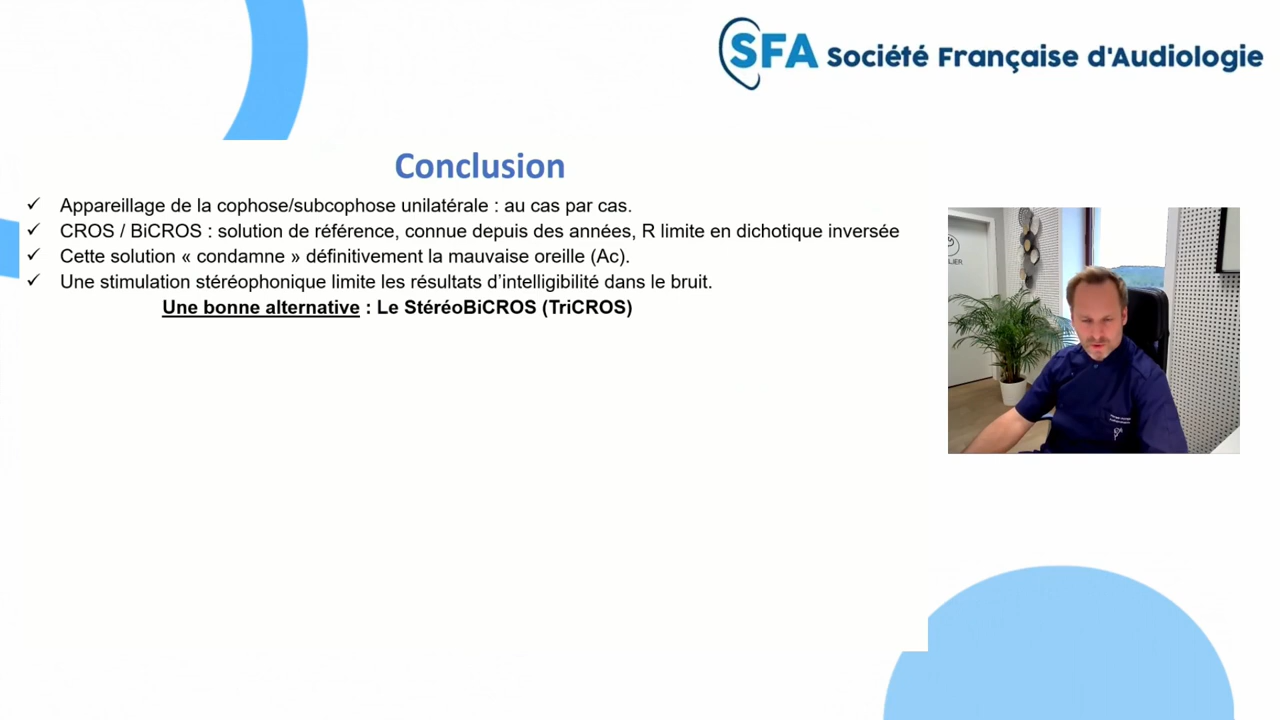 SFA Société Française d'Audiologie
Conclusion
✓ Appareillage de la cophose/subcophose unilatérale : au cas par cas.
✓ CROS / BiCROS : solution de référence, connue depuis des années, R limite en dichotique inversée
✓ Cette solution « condamne » définitivement la mauvaise oreille (Ac).
✓ Une stimulation stéréophonique limite les résultats d’intelligibilité dans le bruit.
Une bonne alternative : Le StéréoBiCROS (TriCROS)